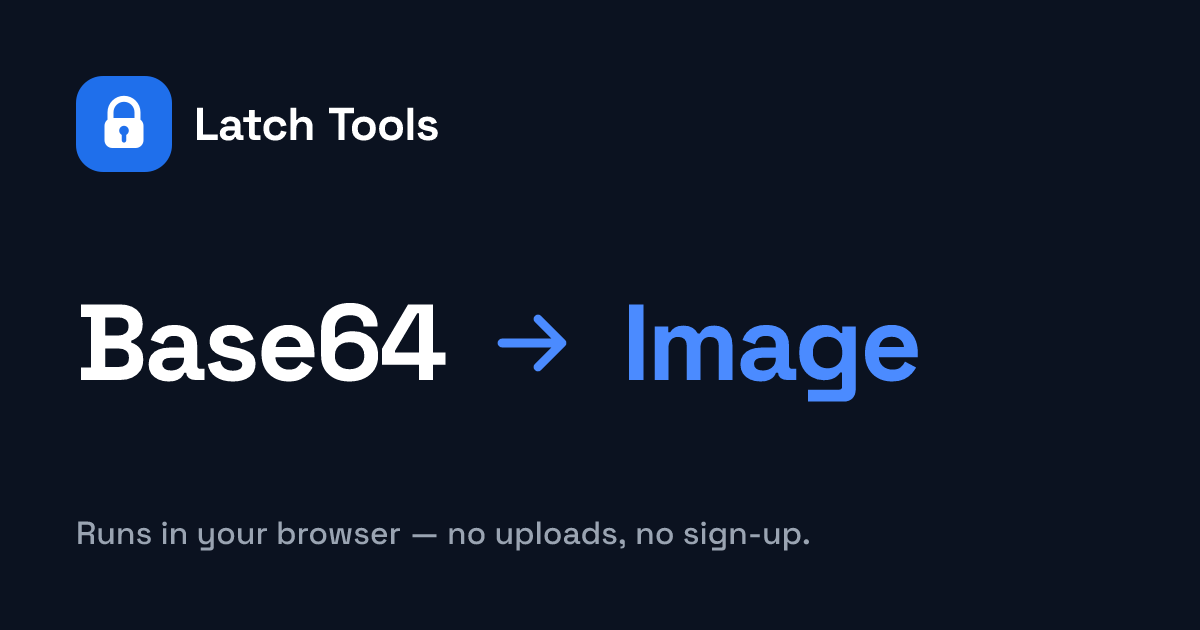 Latch Tools
Base64 → Image
Runs in your browser — no uploads, no sign-up.